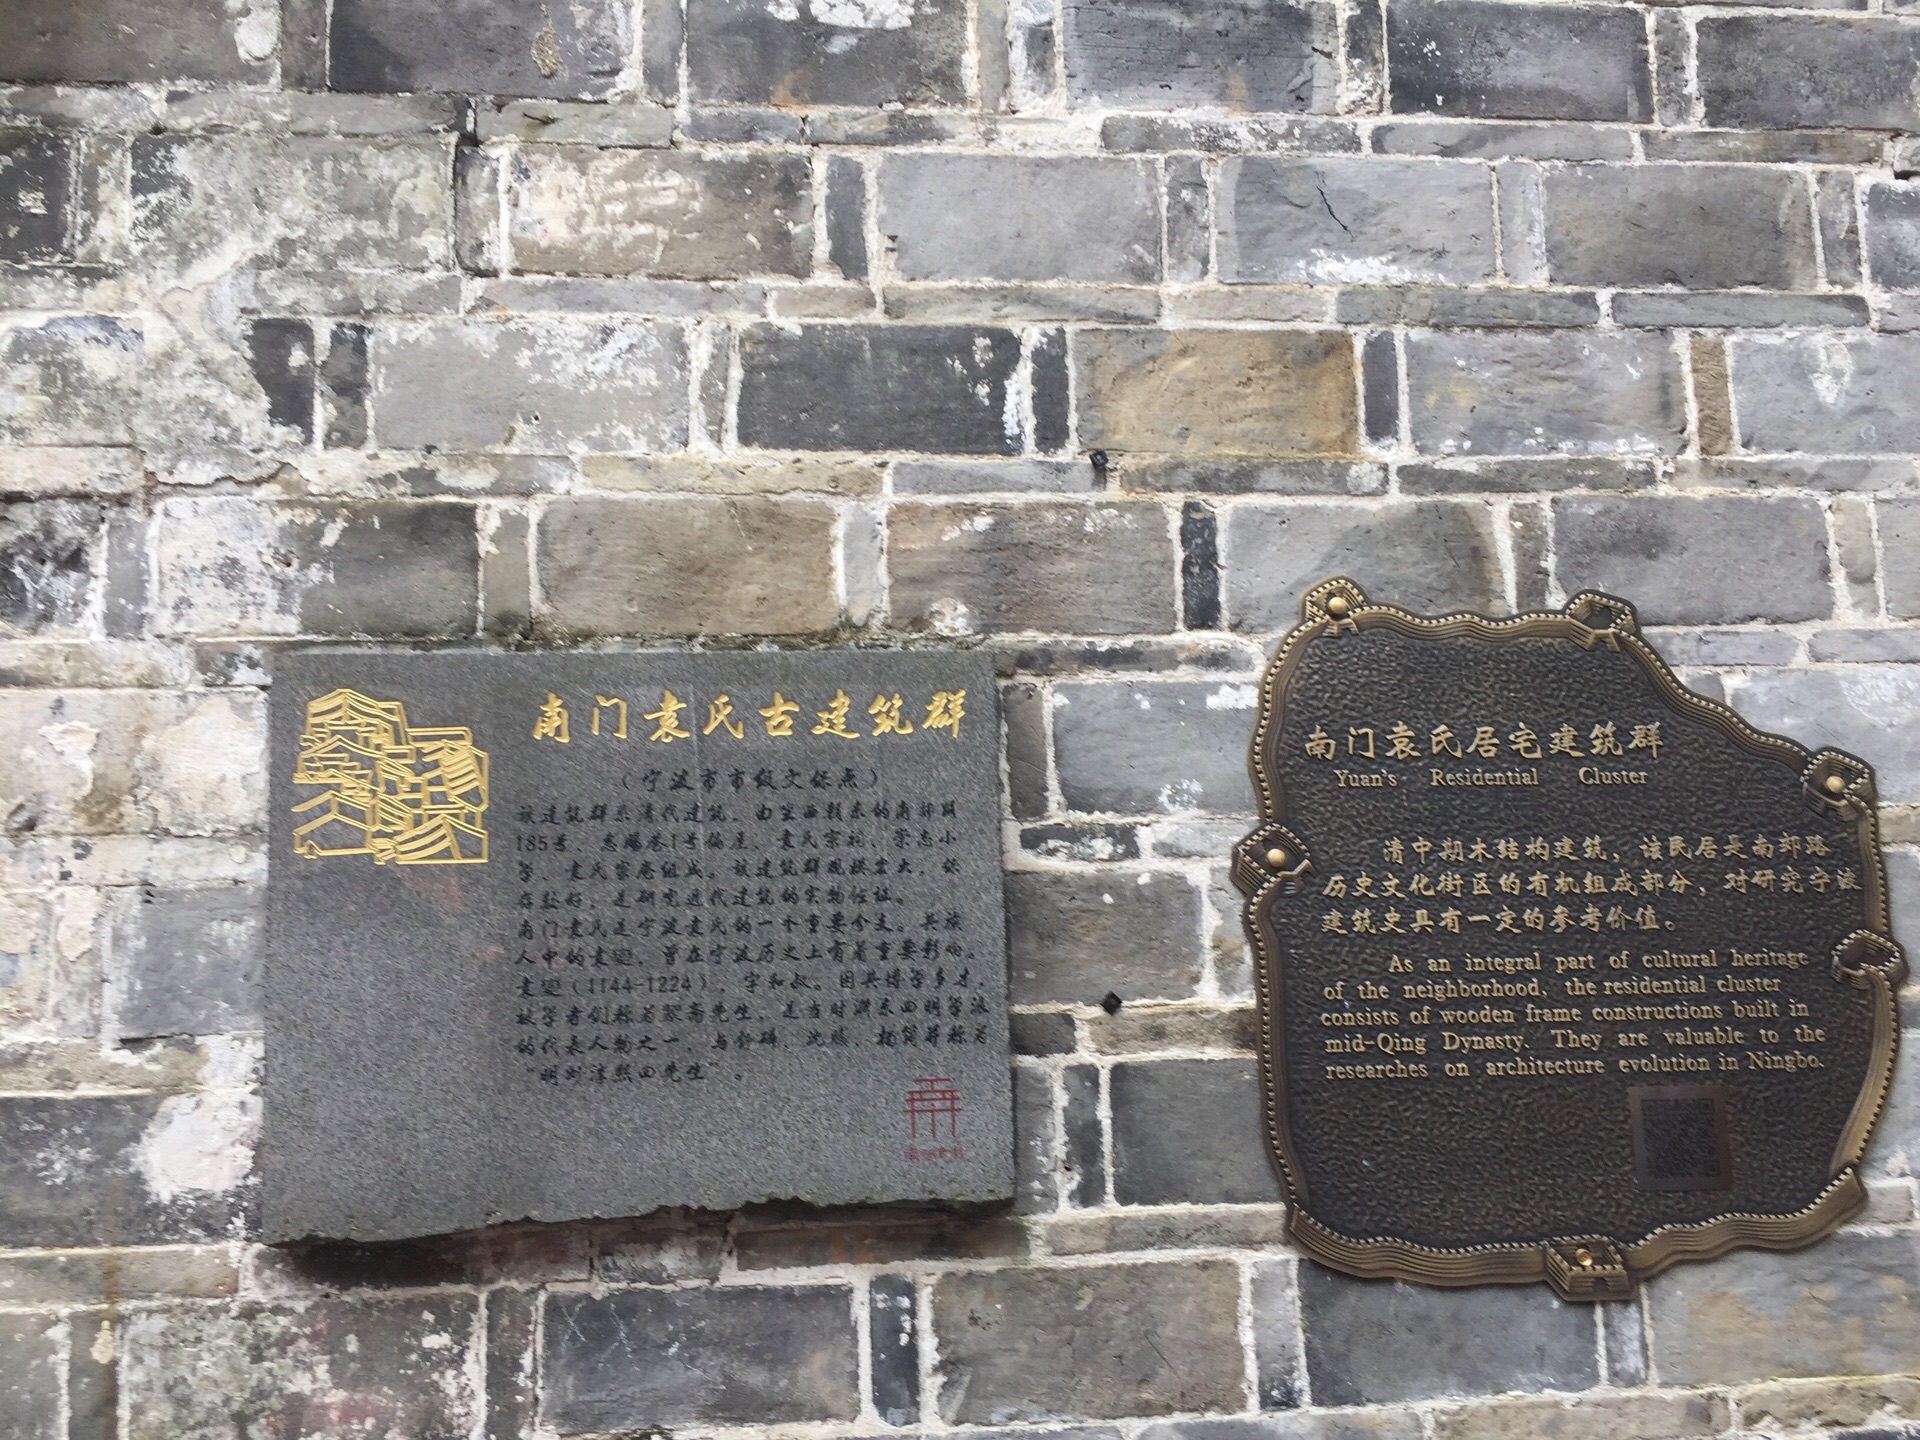 南门袁氏古建筑群
（宁波市市级文保点）
该建筑群系清代建筑。由坐西朝东的南郊路
185号、志赐巷1号偏屋、袁氏宗祠、崇志小
学、袁氏家庵组成。该建筑群规模宏大，保
存较好，是研究近代建筑的实物佐证。
南门袁氏是宁波袁氏的一个重要分支。其族
人中的袁燮，曾在宁波历史上有着重要影响。
袁燮（1144-1224），字和叔。因其博学多才，
被学者们称为絜斋先生，是当时浙东四明学派
的代表人物之一，与舒璘、沈焕、杨简并称为
“明州淳熙四先生”。
南门袁氏居宅建筑群
Yuan's Residential Cluster
清中期木结构建筑，该民居是南郊路
历史文化街区的有机组成部分，对研究宁波
建筑史具有一定的参考价值。
As an integral part of cultural heritage
of the neighborhood, the residential cluster
consists of wooden frame constructions built in
mid-Qing Dynasty. They are valuable to the
researches on architecture evolution in Ningbo.